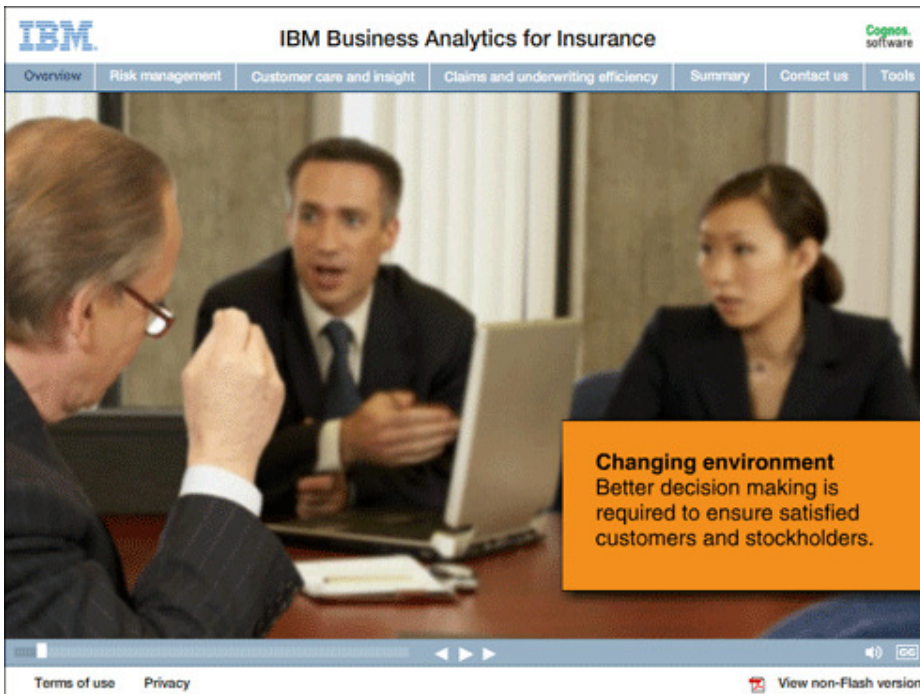 IBM.
IBM Business Analytics for Insurance
Cognos.
software
Overview
Risk management
Customer care and insight
Claims and underwriting efficiency
Summary
Contact us
Tools
Changing environment
Better decision making is
required to ensure satisfied
customers and stockholders.
CC
Terms of use
Privacy
View non-Flash version